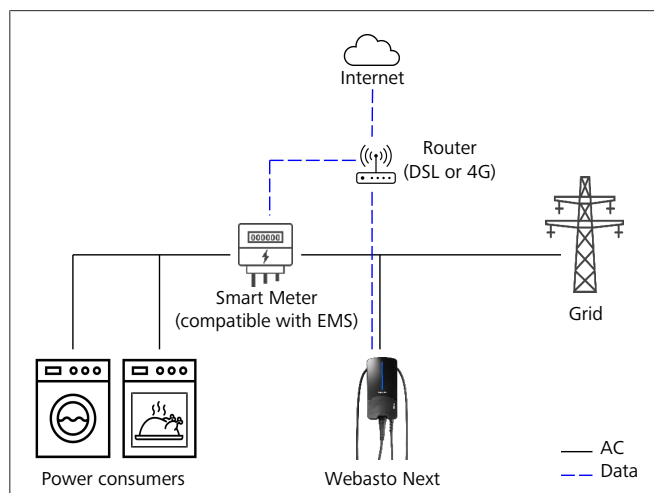 Internet
Router
(DSL or 4G)
Smart Meter
(compatible with EMS)
Grid
Power consumers
Webasto Next
AC
Data